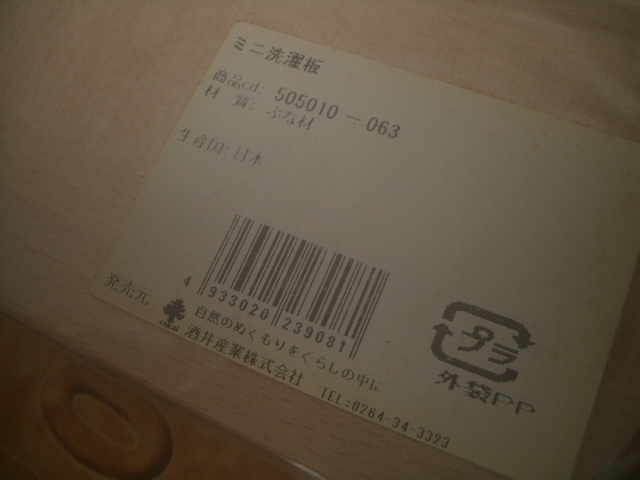 ミニ洗濯板
商品cd: 505010-063
材 質: ぶな材
生産国: 日本
4 933020 239081
発売元
自然のぬくもりをくらしの中に
酒井産業株式会社
TEL:0264-34-3323
プラ
外袋PP